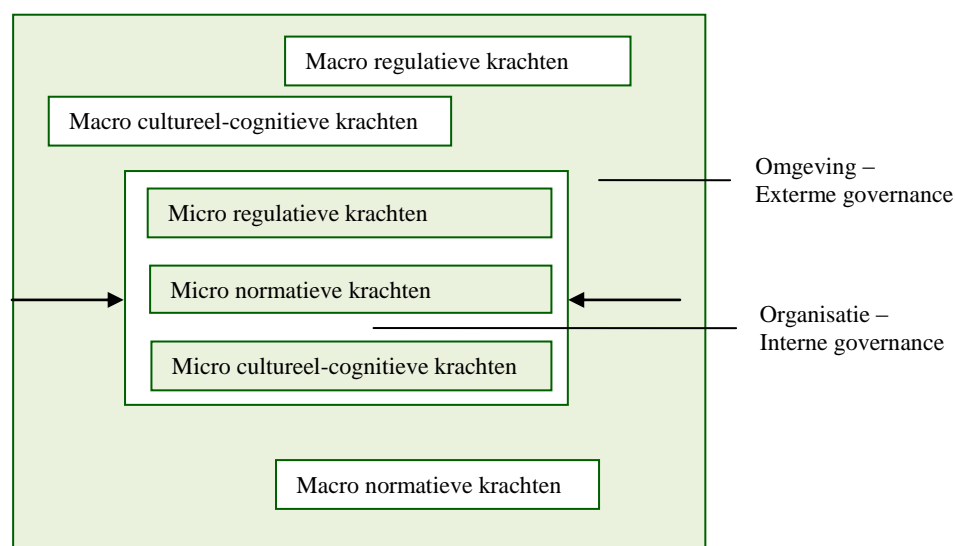 Macro regulatieve krachten
Macro cultureel-cognitieve krachten
Omgeving –
Exterme governance
Micro regulatieve krachten
Micro normatieve krachten
Organisatie –
Interne governance
Micro cultureel-cognitieve krachten
Macro normatieve krachten